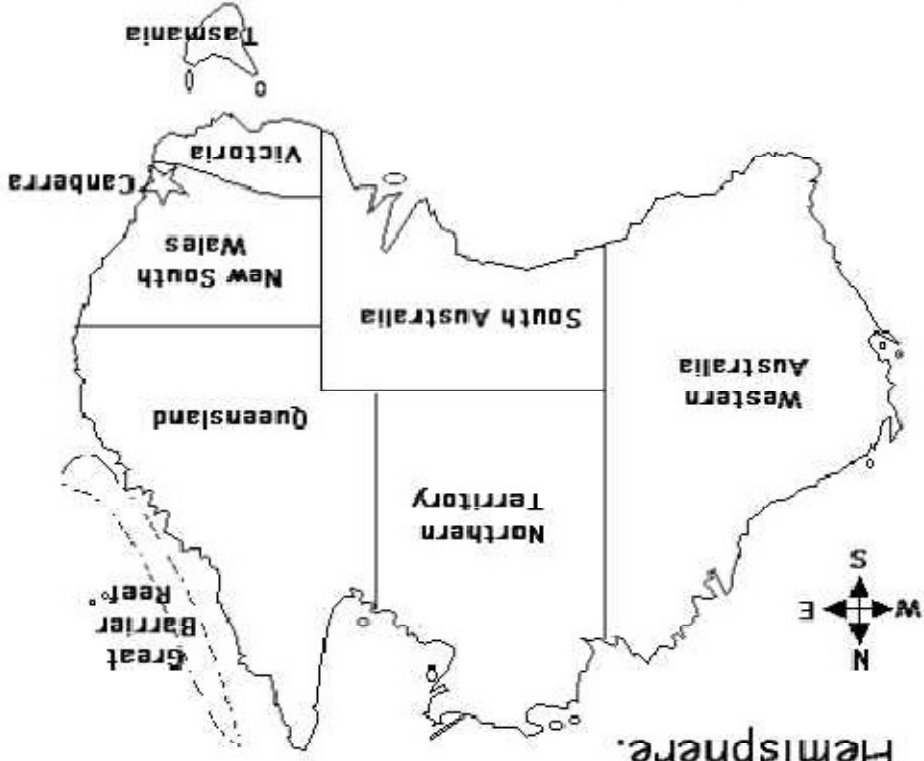 Hemisphere.
N
W E
S
Great
Barrier
Reef
Northern
Territory
Queensland
Western
Australia
South Australia
New South
Wales
Canberra
Victoria
Tasmania